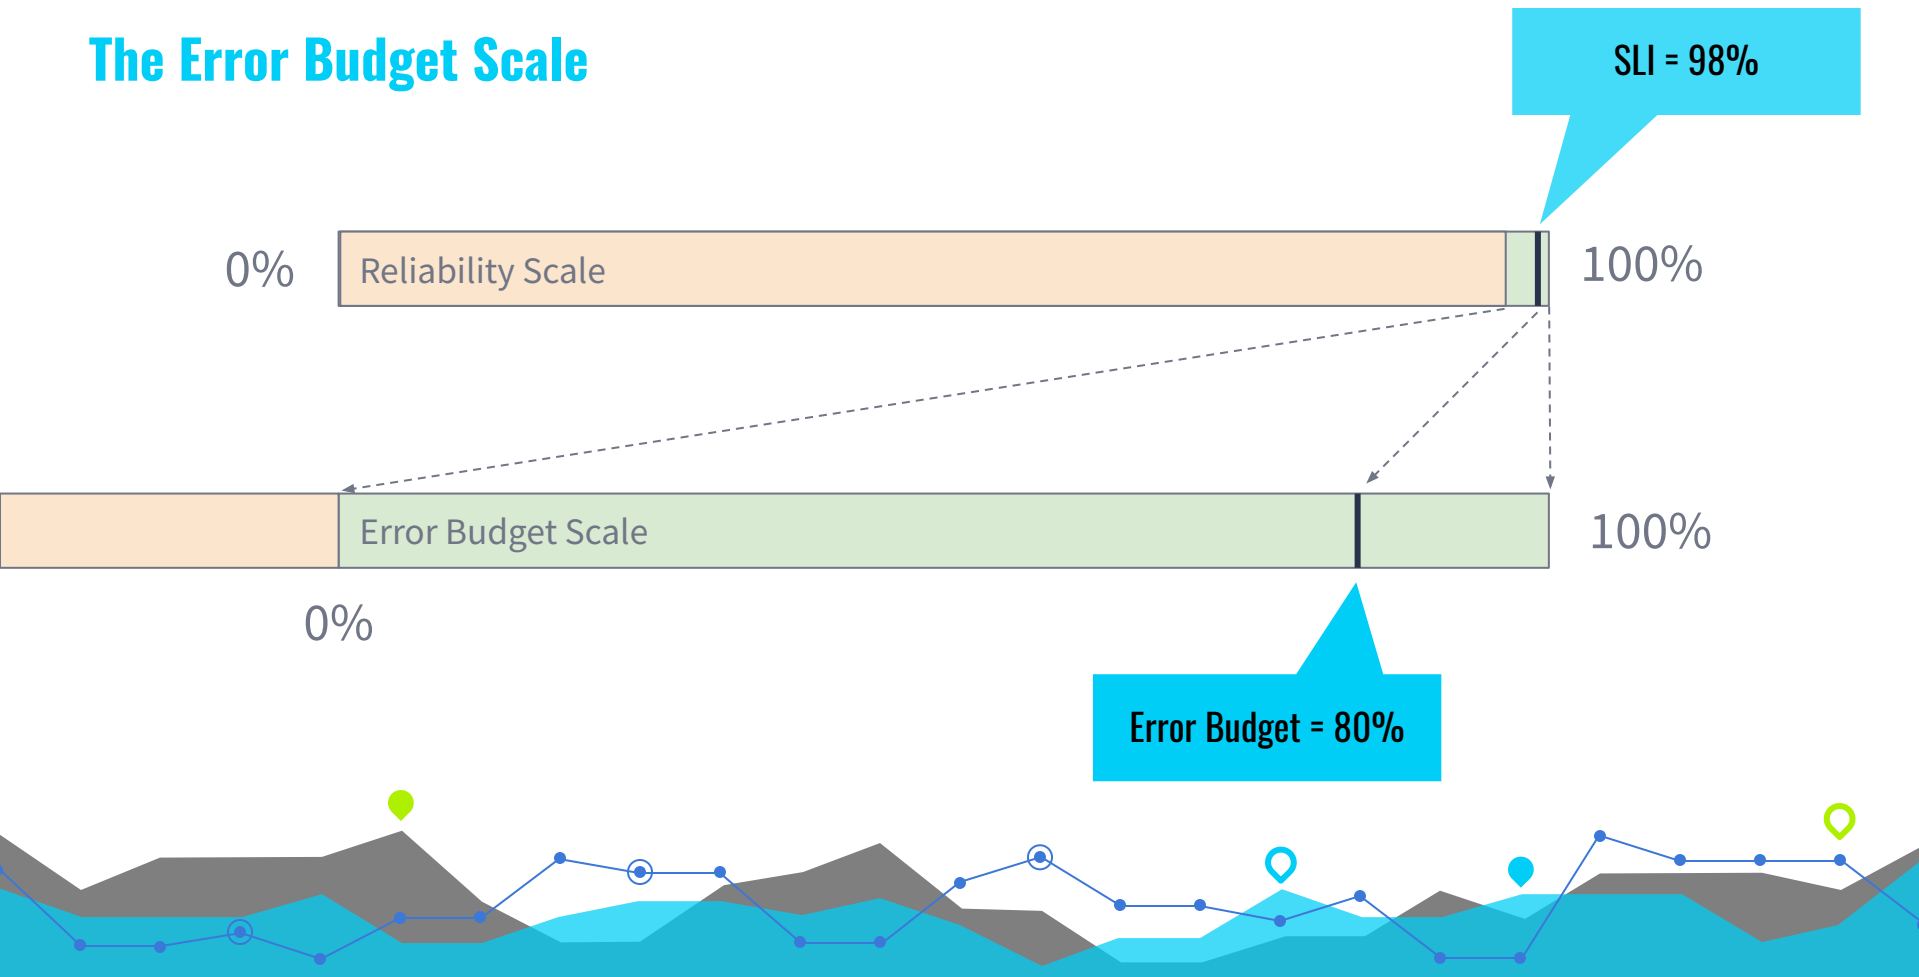 The Error Budget Scale
SLI = 98%
0%
Reliability Scale
100%
Error Budget Scale
100%
0%
Error Budget = 80%